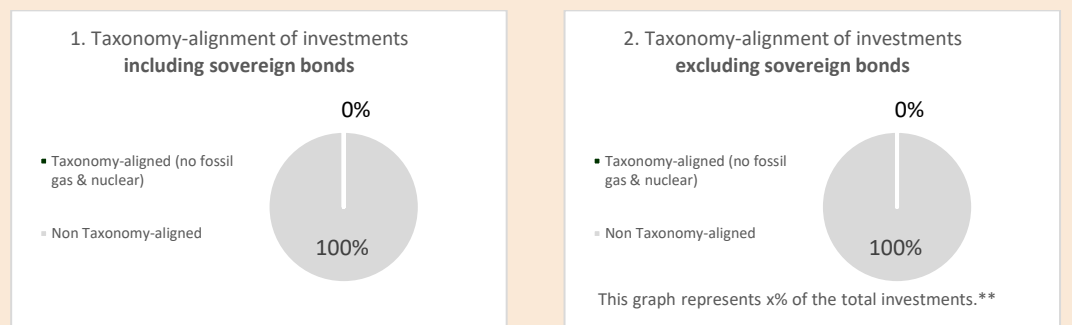 1. Taxonomy-alignment of investments
including sovereign bonds
0%
Taxonomy-aligned (no fossil
gas & nuclear)
Non Taxonomy-aligned
100%
2. Taxonomy-alignment of investments
excluding sovereign bonds
0%
Taxonomy-aligned (no fossil
gas & nuclear)
Non Taxonomy-aligned
100%
This graph represents x% of the total investments.**